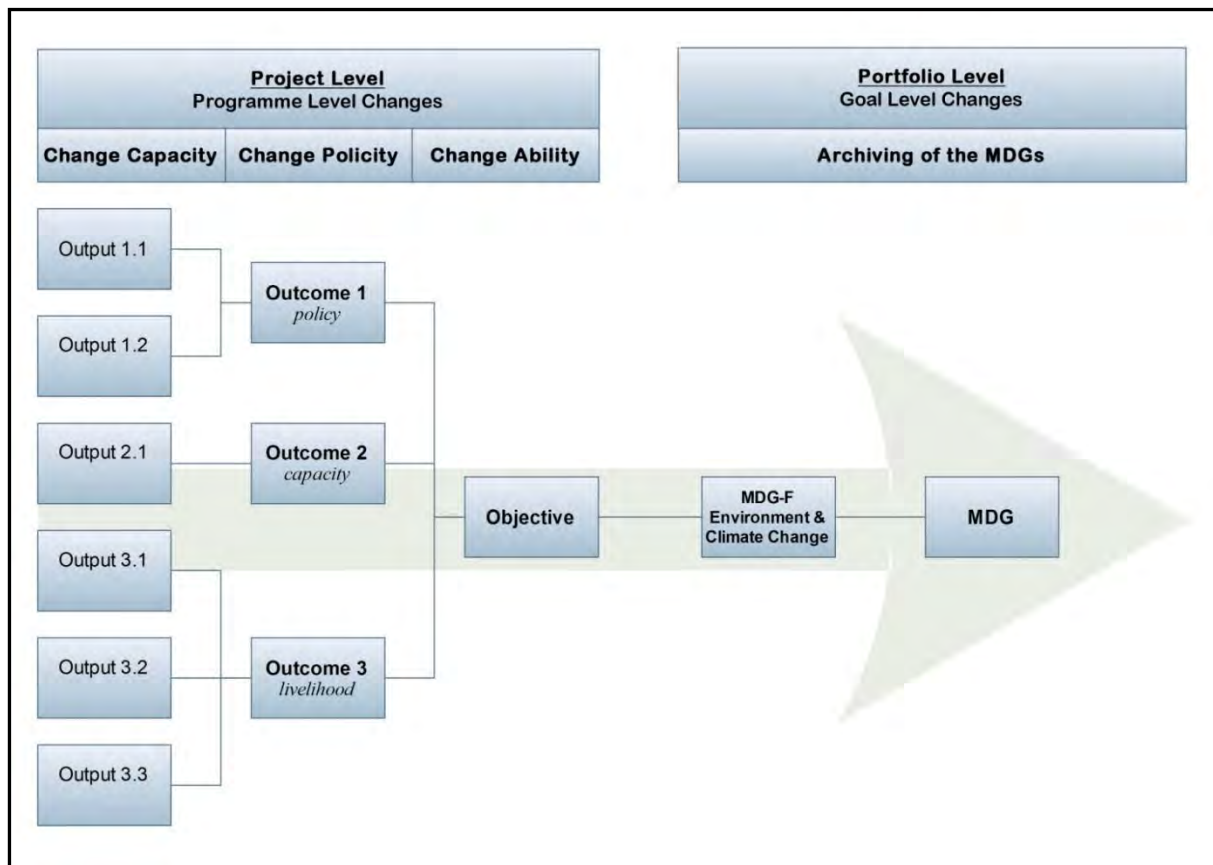 Project Level
Programme Level Changes
Change Capacity
Change Policity
Change Ability
Portfolio Level
Goal Level Changes
Archiving of the MDGs
Output 1.1
Output 1.2
Output 2.1
Output 3.1
Output 3.2
Output 3.3
Outcome 1
policy
Outcome 2
capacity
Outcome 3
livelihood
Objective
MDG-F
Environment &
Climate Change
MDG